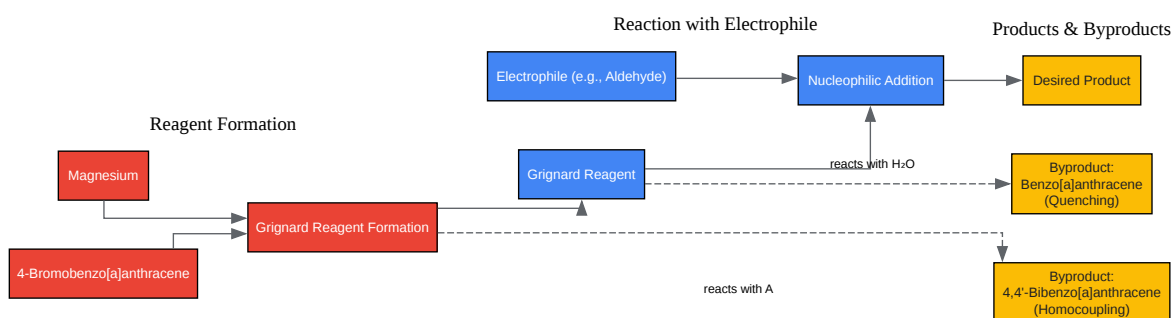 Reaction with Electrophile
Products & Byproducts
Electrophile (e.g., Aldehyde)
Nucleophilic Addition
Desired Product
Reagent Formation
Magnesium
Grignard Reagent
reacts with H₂O
Byproduct:
Benzo[a]anthracene
(Quenching)
Grignard Reagent Formation
4-Bromobenzo[a]anthracene
reacts with A
Byproduct:
4,4'-Bibenzo[a]anthracene
(Homocoupling)